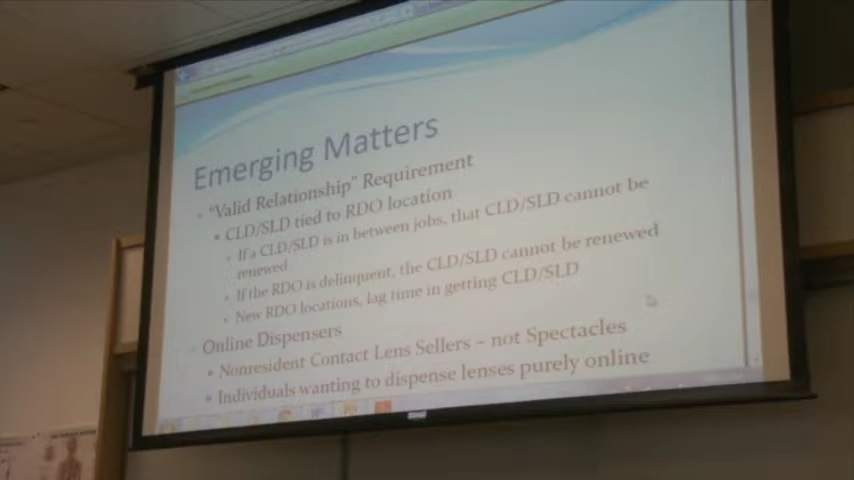 Emerging Matters
"Valid Relationship" Requirement
CLD/SLD tied to RDO location
If a CLD/SLD is in between jobs, that CLD/SLD cannot be
renewed
If the RDO is delinquent, the CLD/SLD cannot be renewed
New RDO locations, lag time in getting CLD/SLD
Online Dispensers
Nonresident Contact Lens Sellers – not Spectacles
Individuals wanting to dispense lenses purely online